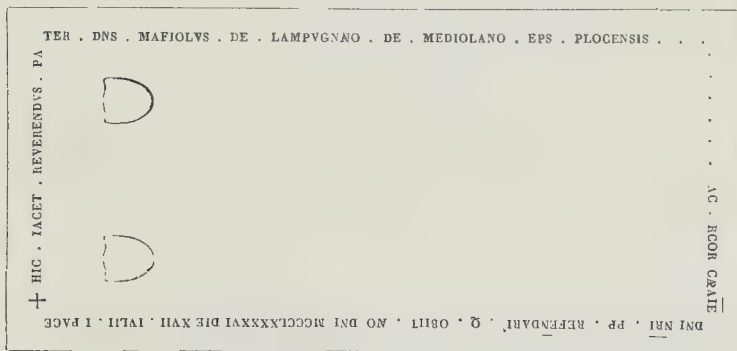 + HIC . IACET . REVERENDVS . PA
TER . DNS . MAFIOLVS . DE . LAMPVGNANO . DE . MEDIOLANO . EPS . PLOCENSIS . . .
. . . . . . AC . RCOR CPAIE
DNI NRI . PP . REFENDARI' . Q . OBIIT . NO DNI MCCCLXXXXVI DIE XVII . IVLII . I PACE